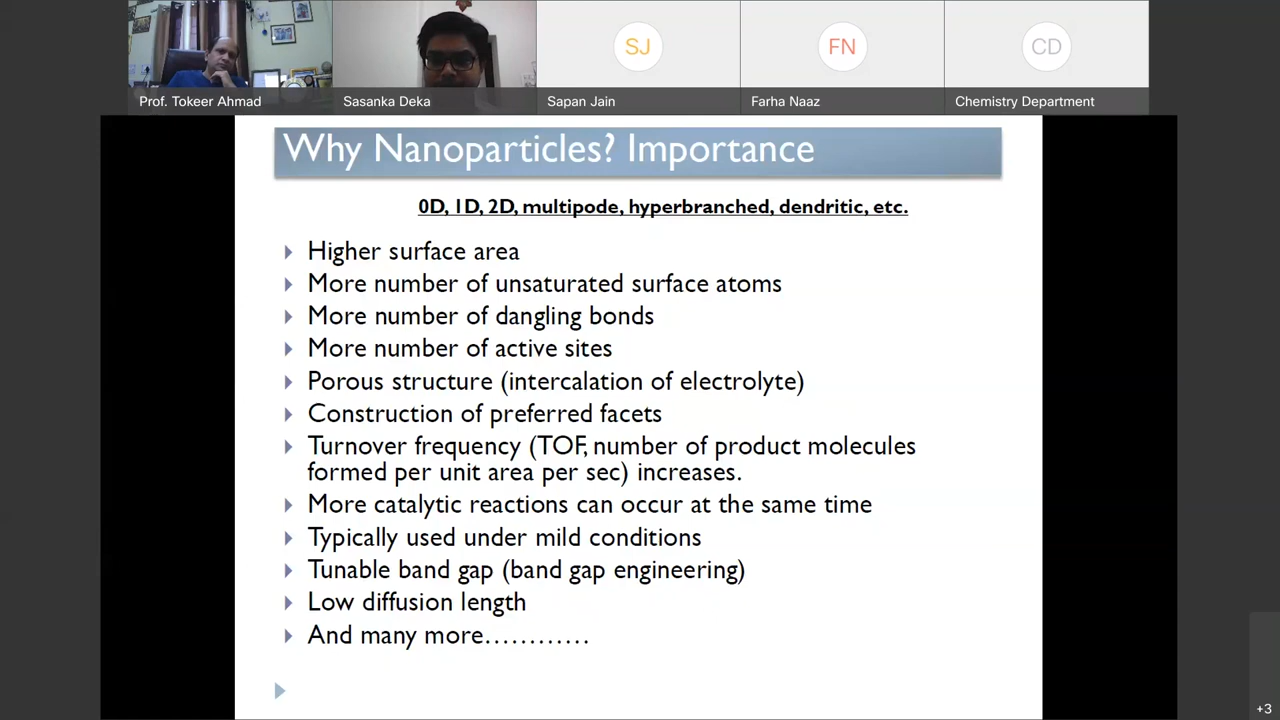 SJ
FN
CD
Prof. Tokeer Ahmad
Sasanka Deka
Sapan Jain
Farha Naaz
Chemistry Department
Why Nanoparticles? Importance
0D, 1D, 2D, multipode, hyperbranched, dendritic, etc.
Higher surface area
More number of unsaturated surface atoms
More number of dangling bonds
More number of active sites
Porous structure (intercalation of electrolyte)
Construction of preferred facets
Turnover frequency (TOF, number of product molecules
formed per unit area per sec) increases.
More catalytic reactions can occur at the same time
Typically used under mild conditions
Tunable band gap (band gap engineering)
Low diffusion length
And many more…………
+3